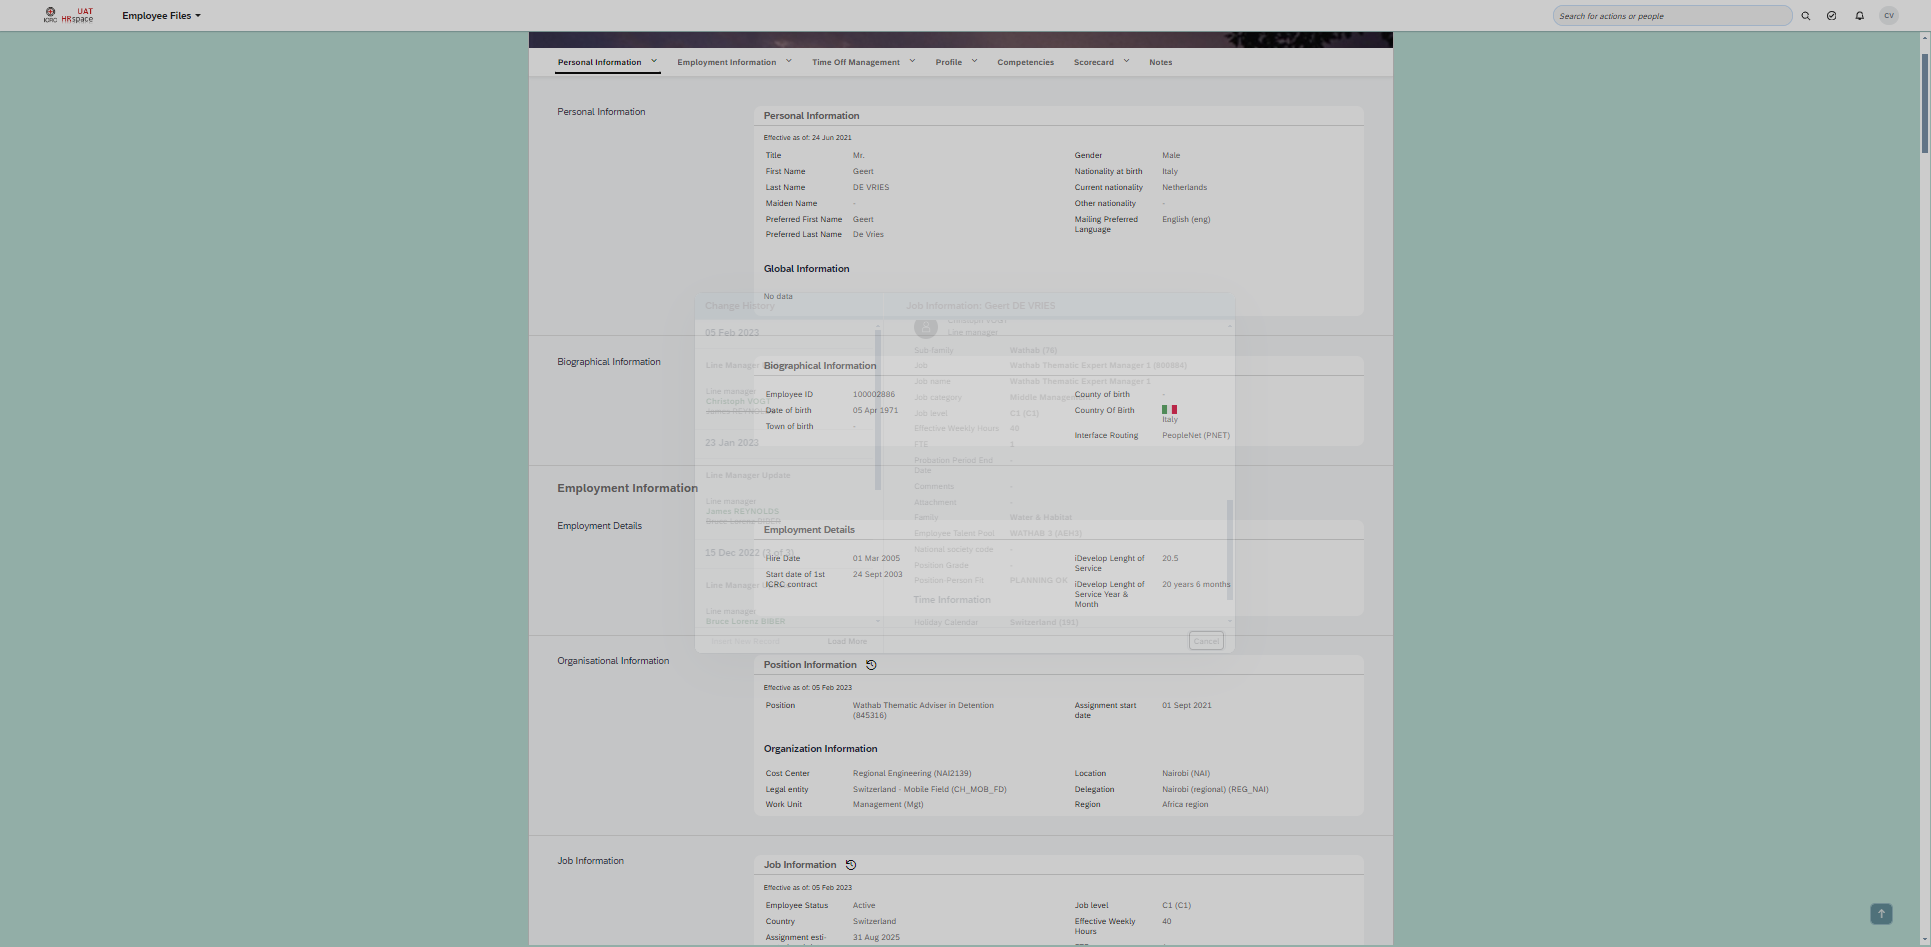 ICRC
UAT
HRspace
Employee Files
Search for actions or people
CV
Personal Information
Employment Information
Time Off Management
Profile
Competencies
Scorecard
Notes
Personal Information
Personal Information
Effective as of: 24 Jun 2021
Title Mr.
First Name Geert
Last Name DE VRIES
Maiden Name -
Preferred First Name Geert
Preferred Last Name De Vries
Gender Male
Nationality at birth Italy
Current nationality Netherlands
Other nationality -
Mailing Preferred English (eng)
Language
Global Information
No data
Change History
05 Feb 2023
Line Manager
Line manager
Christoph VOGT
James REYNOLDS
23 Jan 2023
Line Manager Update
Line manager
James REYNOLDS
Bruce Lorenz BIBER
15 Dec 2022 (3 of 3)
Line Manager
Line manager
Bruce Lorenz BIBER
Insert New Record
Load More
Job Information: Geert DE VRIES
Christoph VOGT
Line manager
Sub family Wathab (76)
Job Wathab Thematic Expert Manager 1
Job name Wathab Thematic Expert Manager 1
Job category Middle Management
Job level C1 (C1)
Effective Weekly Hours 40
FTE 1
Probation Period End -
Date
Comments -
Attachment -
Family Water & Habitat
Employee Talent Pool WATHAB 3 (AEH3)
National society code -
Position Grade -
Position Person Fit PLANNING OK
Time Information
Holiday Calendar Switzerland (191)
Cancel
Biographical Information
Biographical Information
Employee ID 100002886
Date of birth 05 Apr 1971
Town of birth -
County of birth -
Country Of Birth
Italy
Interface Routing PeopleNet (PNET)
Employment Information
Employment Details
Employment Details
Hire Date 01 Mar 2005
Start date of 1st 24 Sept 2003
ICRC contract
iDevelop Lenght of 20.5
Service
iDevelop Lenght of 20 years 6 months
Service Year &
Month
Organisational Information
Position Information
Effective as of: 05 Feb 2023
Position Wathab Thematic Adviser in Detention
(845316)
Assignment start 01 Sept 2021
date
Organization Information
Cost Center Regional Engineering (NAI2139)
Legal entity Switzerland - Mobile Field (CH_MOB_FD)
Work Unit Management (Mgt)
Location Nairobi (NAI)
Delegation Nairobi (regional) (REG_NAI)
Region Africa region
Job Information
Job Information
Effective as of: 05 Feb 2023
Employee Status Active
Country Switzerland
Assignment esti- 31 Aug 2025
Job level C1 (C1)
Effective Weekly 40
Hours